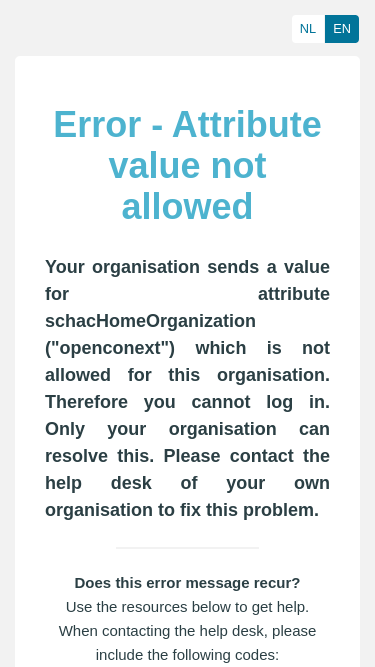 NL EN
Error - Attribute
value not
allowed
Your organisation sends a value
for attribute
schacHomeOrganization
("openconext") which is not
allowed for this organisation.
Therefore you cannot log in.
Only your organisation can
resolve this. Please contact the
help desk of your own
organisation to fix this problem.
Does this error message recur?
Use the resources below to get help.
When contacting the help desk, please
include the following codes: